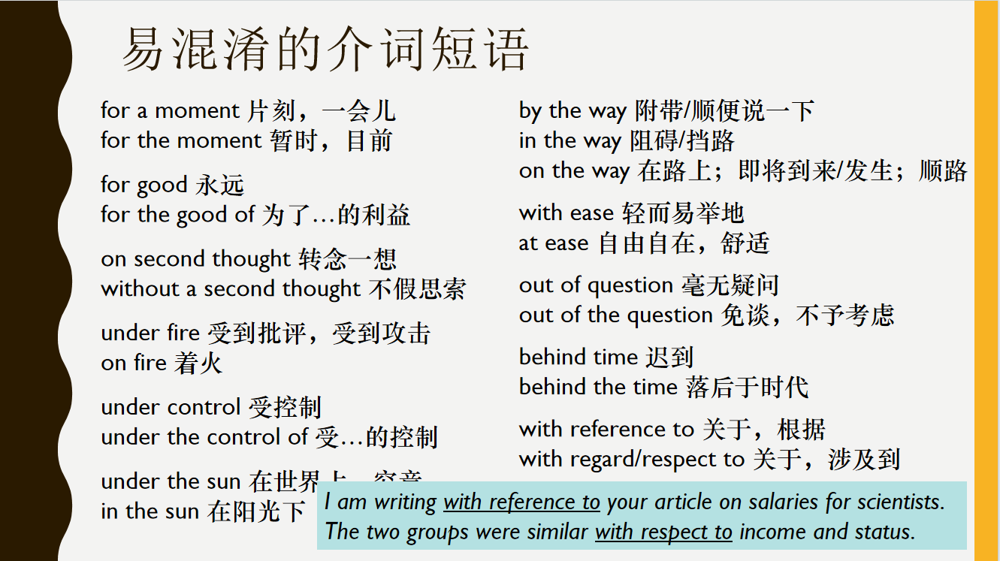 易混淆的介词短语
for a moment 片刻，一会儿
for the moment 暂时，目前
for good 永远
for the good of 为了…的利益
on second thought 转念一想
without a second thought 不假思索
under fire 受到批评，受到攻击
on fire 着火
under control 受控制
under the control of 受…的控制
under the sun 在世界上，究竟
in the sun 在阳光下
by the way 附带/顺便说一下
in the way 阻碍/挡路
on the way 在路上；即将到来/发生；顺路
with ease 轻而易举地
at ease 自由自在，舒适
out of question 毫无疑问
out of the question 免谈，不予考虑
behind time 迟到
behind the time 落后于时代
with reference to 关于，根据
with regard/respect to 关于，涉及到
I am writing with reference to your article on salaries for scientists.
The two groups were similar with respect to income and status.